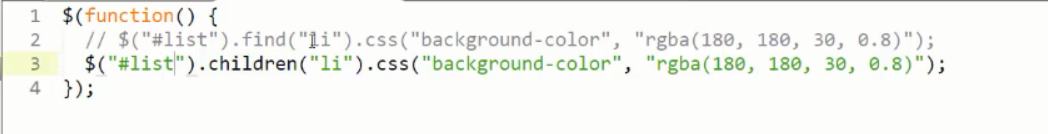 1 $(function() {
2 // $("#list").find("li").css("background-color", "rgba(180, 180, 30, 0.8)");
3 $("#list").children("li").css("background-color", "rgba(180, 180, 30, 0.8)");
4 });